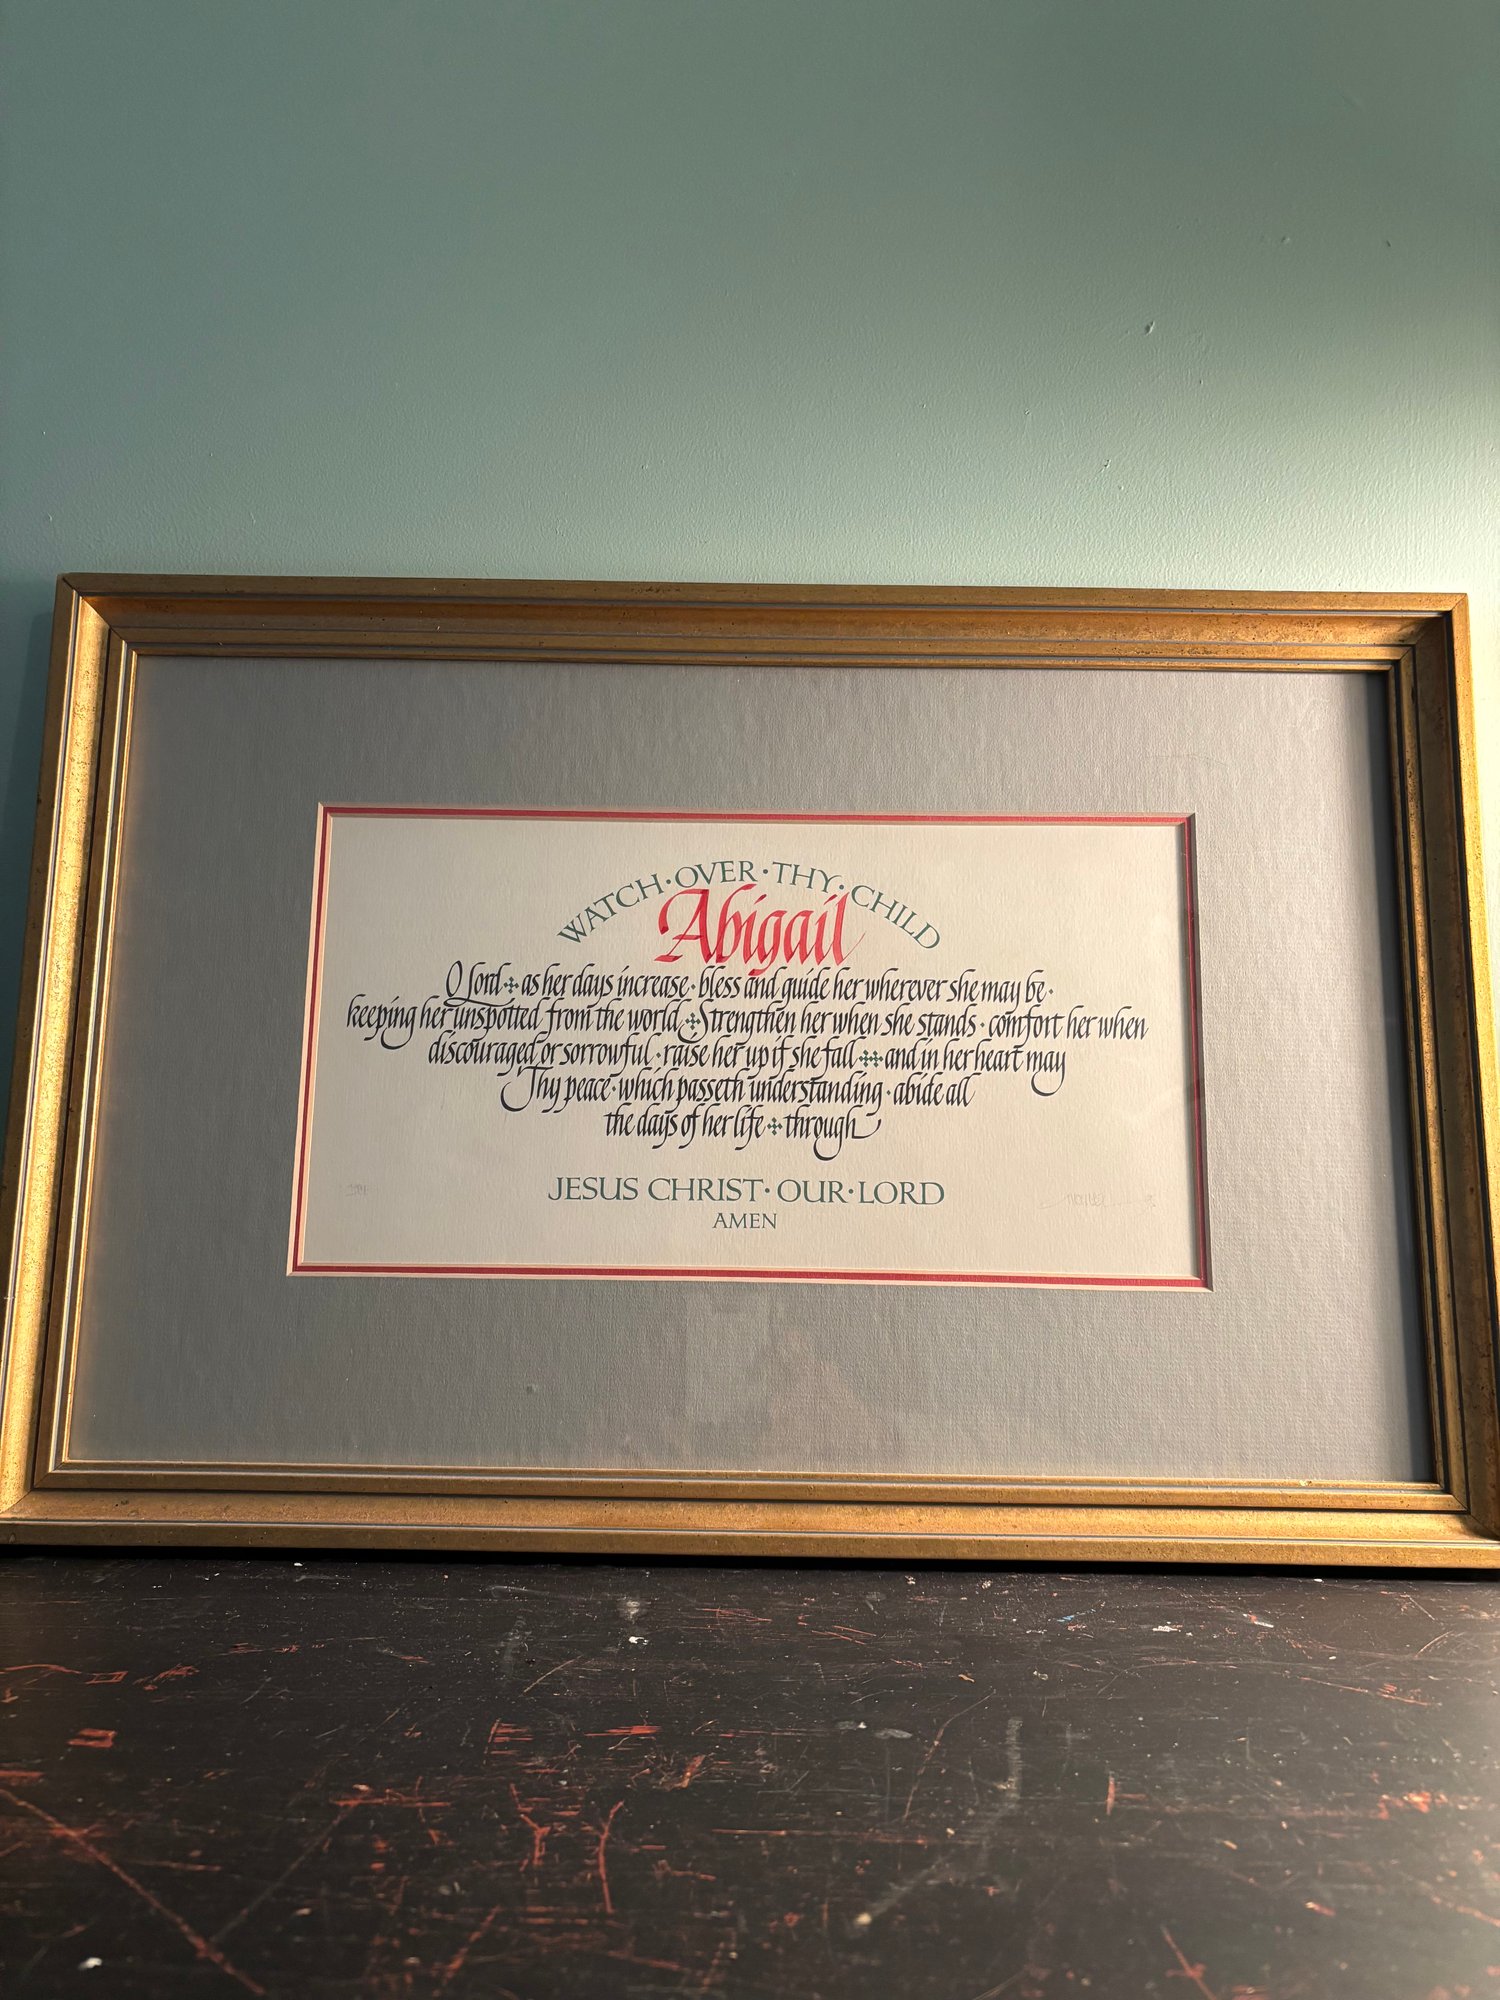 WATCH·OVER·THY·CHILD
Abigail
O Lord as her days increase · bless and guide her wherever she may be ·
keeping her unspotted from the world Strengthen her when she stands · comfort her when
discouraged or sorrowful · raise her up if she fall and in her heart may
Thy peace · which passeth understanding · abide all
the days of her life through
JESUS CHRIST·OUR·LORD
AMEN